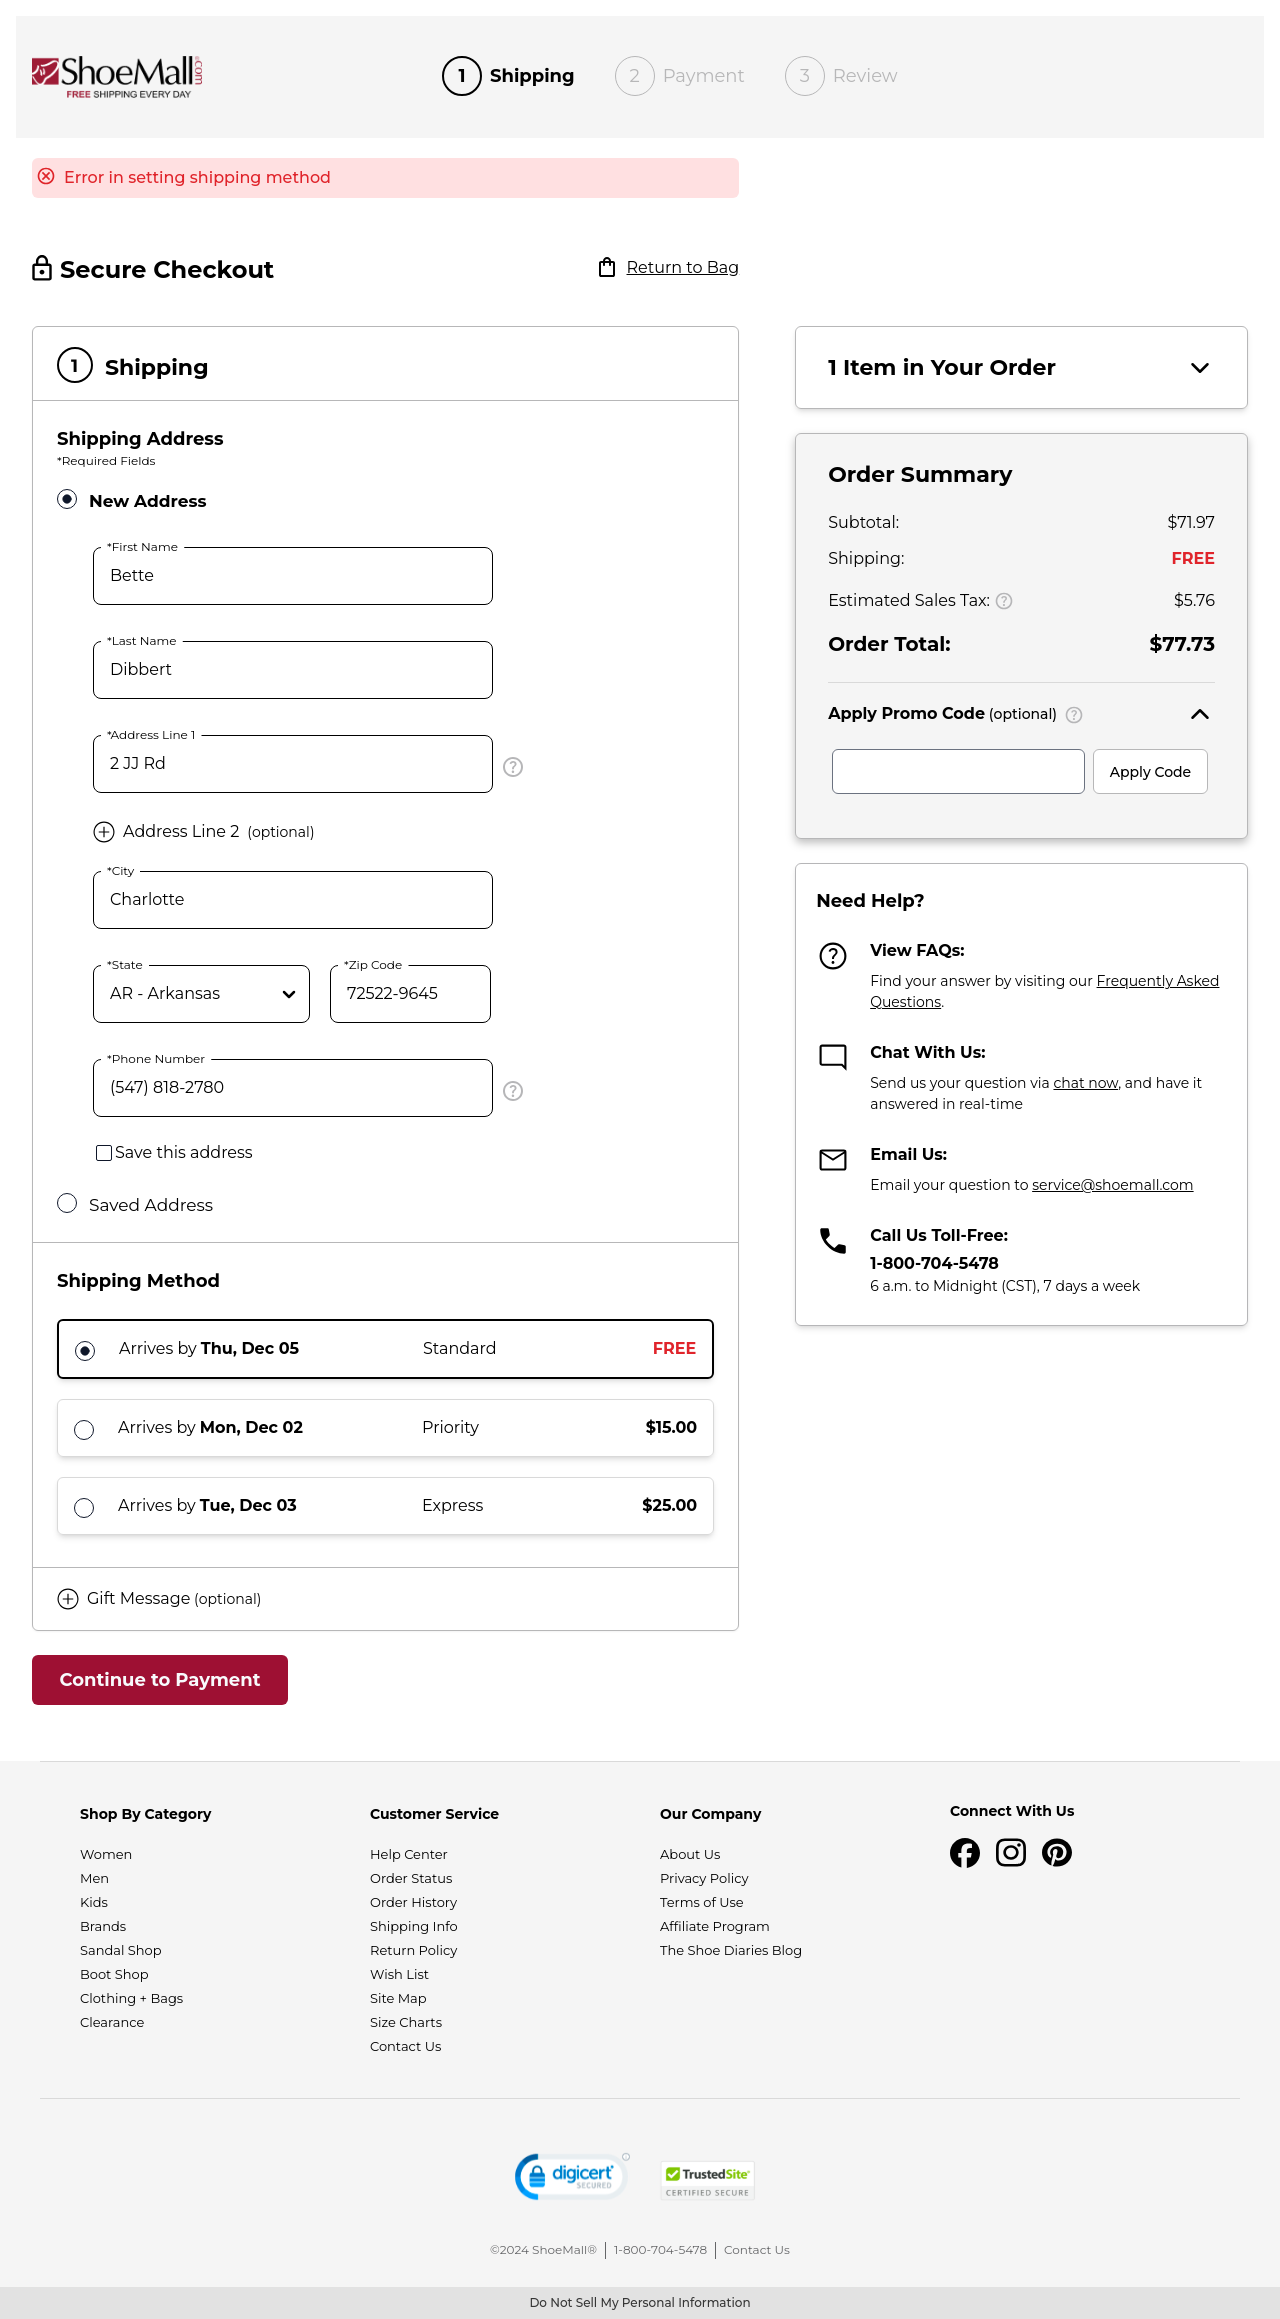 ShoeMall.com
FREE SHIPPING EVERY DAY
1 Shipping
2 Payment
3 Review
Error in setting shipping method
Secure Checkout
Return to Bag
1 Shipping
Shipping Address
*Required Fields
New Address
*First Name
Bette
*Last Name
Dibbert
*Address Line 1
2 JJ Rd
?
Address Line 2 (optional)
*City
Charlotte
*State
AR - Arkansas
*Zip Code
72522-9645
*Phone Number
(547) 818-2780
?
Save this address
Saved Address
Shipping Method
Arrives by Thu, Dec 05 Standard FREE
Arrives by Mon, Dec 02 Priority $15.00
Arrives by Tue, Dec 03 Express $25.00
Gift Message (optional)
Continue to Payment
1 Item in Your Order
Order Summary
Subtotal: $71.97
Shipping: FREE
Estimated Sales Tax: ? $5.76
Order Total: $77.73
Apply Promo Code (optional) ?
Apply Code
Need Help?
?
View FAQs:
Find your answer by visiting our Frequently Asked
Questions.
Chat With Us:
Send us your question via chat now, and have it
answered in real-time
Email Us:
Email your question to service@shoemall.com
Call Us Toll-Free:
1-800-704-5478
6 a.m. to Midnight (CST), 7 days a week
Shop By Category
Women
Men
Kids
Brands
Sandal Shop
Boot Shop
Clothing + Bags
Clearance
Customer Service
Help Center
Order Status
Order History
Shipping Info
Return Policy
Wish List
Site Map
Size Charts
Contact Us
Our Company
About Us
Privacy Policy
Terms of Use
Affiliate Program
The Shoe Diaries Blog
Connect With Us
digicert
SECURED
TrustedSite
CERTIFIED SECURE
©2024 ShoeMall® | 1-800-704-5478 | Contact Us
Do Not Sell My Personal Information